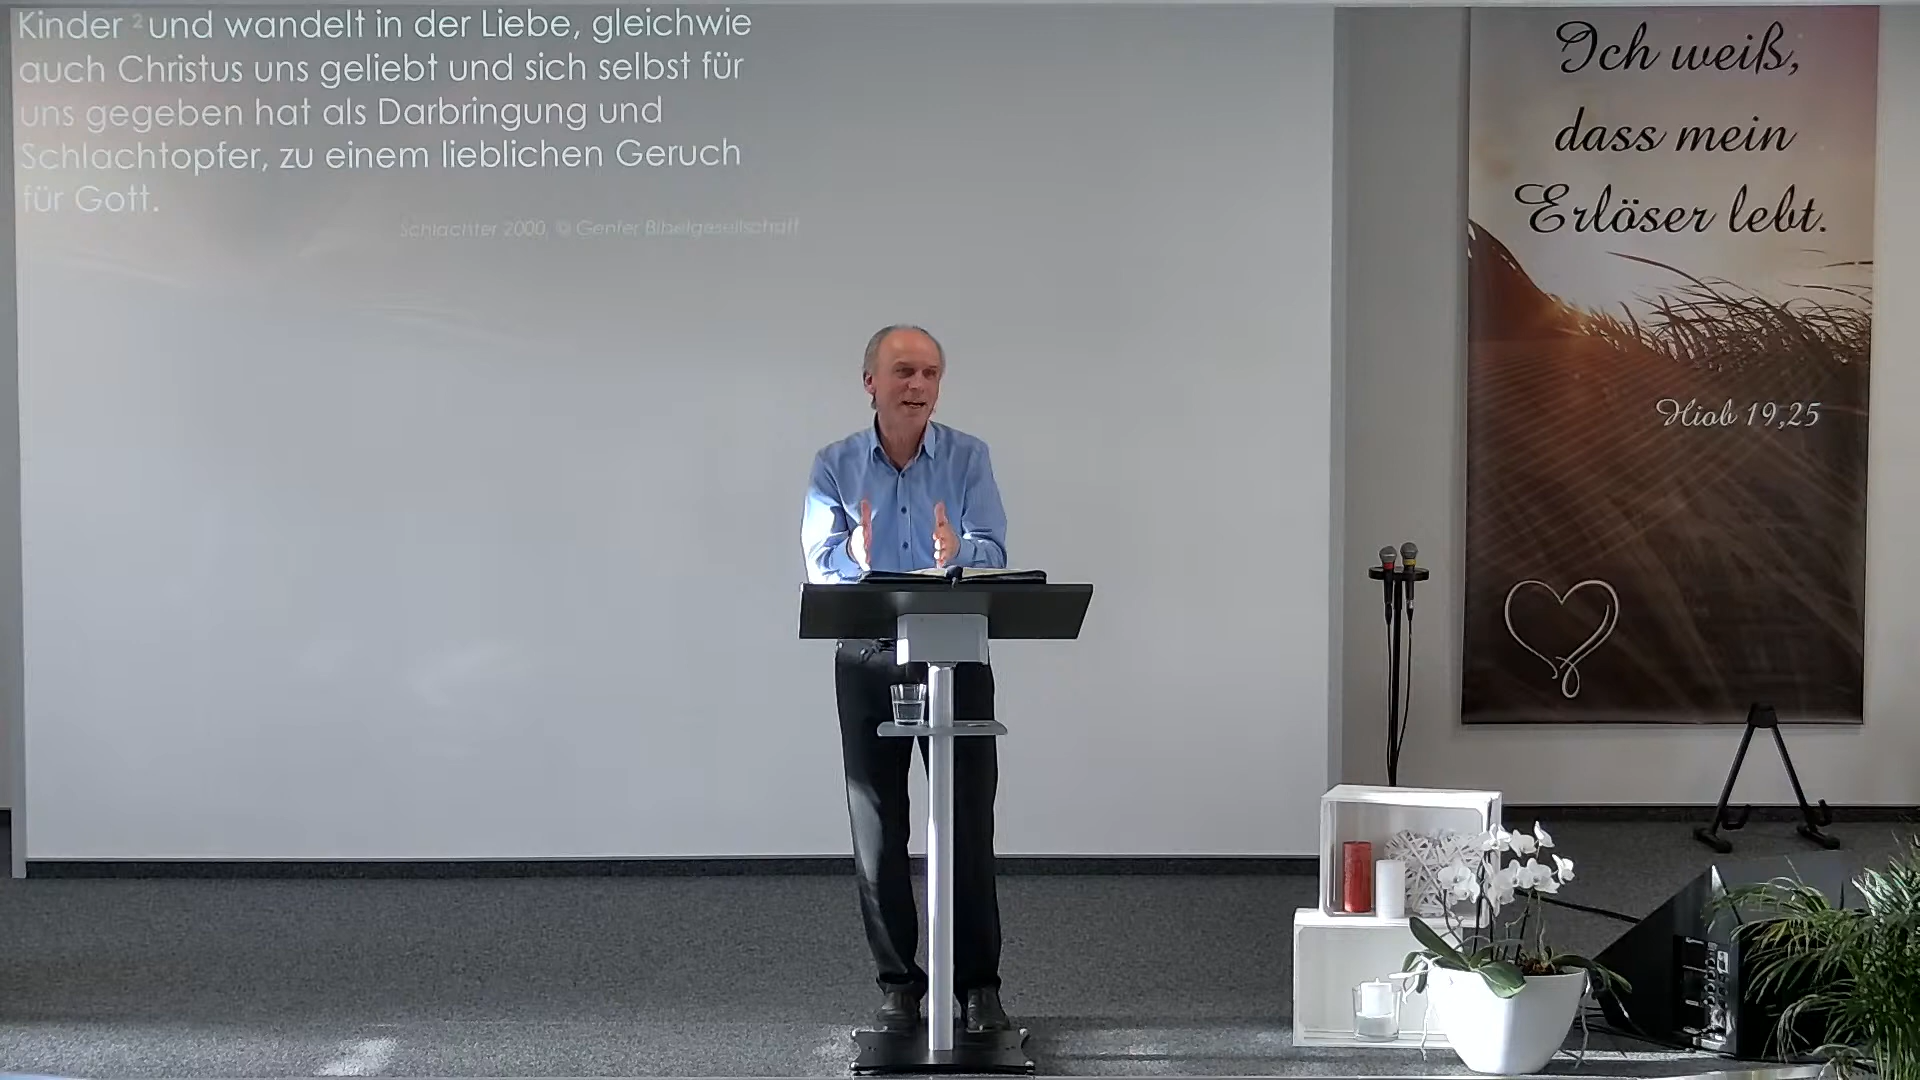 Kinder ² und wandelt in der Liebe, gleichwie
auch Christus uns geliebt und sich selbst für
uns gegeben hat als Darbringung und
Schlachtopfer, zu einem lieblichen Geruch
für Gott.
Schlachter 2000, © Genfer Bibelgesellschaft
Ich weiß,
dass mein
Erlöser lebt.
Hiob 19,25